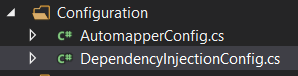 Configuration
C# AutomapperConfig.cs
C# DependencyInjectionConfig.cs